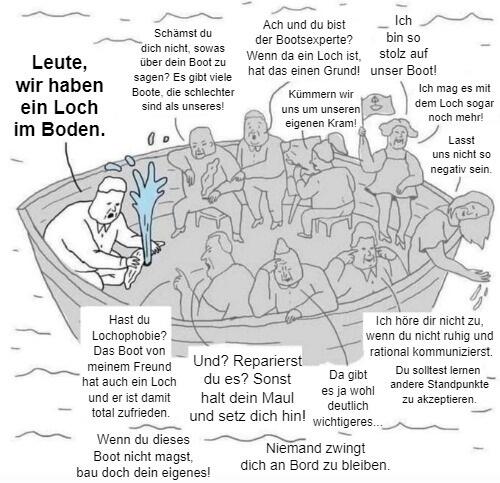 Leute,
wir haben
ein Loch
im Boden.
Schämst du
dich nicht, sowas
über dein Boot zu
sagen? Es gibt viele
Boote, die schlechter
sind als unseres!
Ach und du bist
der Bootsexperte?
Wenn da ein Loch ist,
hat das einen Grund!
Kümmern wir
uns um unseren
eigenen Kram!
Ich
bin so
stolz auf
unser Boot!
Ich mag es mit
dem Loch sogar
noch mehr!
Lasst
uns nicht so
negativ sein.
Hast du
Lochophobie?
Das Boot von
meinem Freund
hat auch ein Loch
und er ist damit
total zufrieden.
Und? Reparierst
du es? Sonst
halt dein Maul
und setz dich hin!
Da gibt
es ja wohl
deutlich
wichtigeres...
Ich höre dir nicht zu,
wenn du nicht ruhig und
rational kommunizierst.
Du solltest lernen
andere Standpunkte
zu akzeptieren.
Wenn du dieses
Boot nicht magst,
bau doch dein eigenes!
Niemand zwingt
dich an Bord zu bleiben.